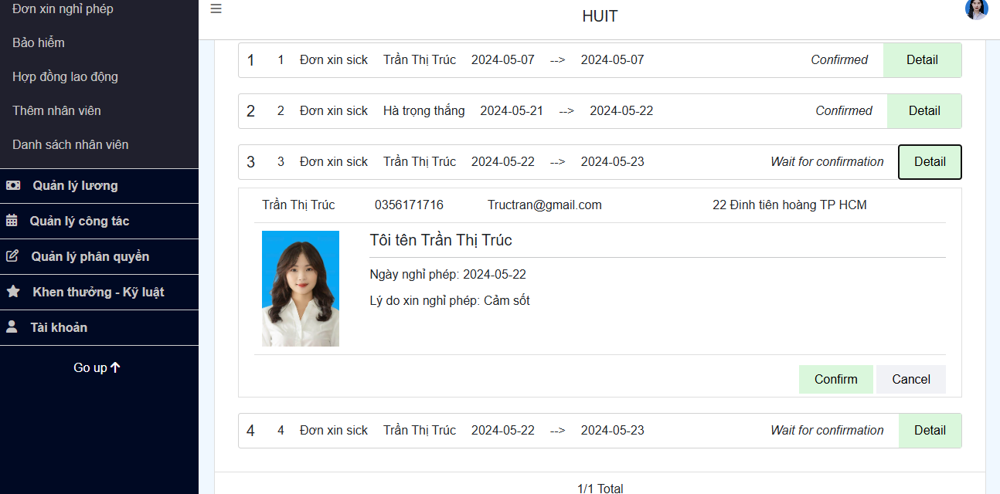 Đơn xin nghỉ phép
Bảo hiểm
Hợp đồng lao động
Thêm nhân viên
Danh sách nhân viên
Quản lý lương
Quản lý công tác
Quản lý phân quyền
Khen thưởng - Kỷ luật
Tài khoản
Go up
HUIT
1 1 Đơn xin sick Trần Thị Trúc 2024-05-07 --> 2024-05-07 Confirmed Detail
2 2 Đơn xin sick Hà trọng thắng 2024-05-21 --> 2024-05-22 Confirmed Detail
3 3 Đơn xin sick Trần Thị Trúc 2024-05-22 --> 2024-05-23 Wait for confirmation Detail
Trần Thị Trúc 0356171716 Tructran@gmail.com 22 Đinh tiên hoàng TP HCM
Tôi tên Trần Thị Trúc
Ngày nghỉ phép: 2024-05-22
Lý do xin nghỉ phép: Cảm sốt
Confirm Cancel
4 4 Đơn xin sick Trần Thị Trúc 2024-05-22 --> 2024-05-23 Wait for confirmation Detail
1/1 Total